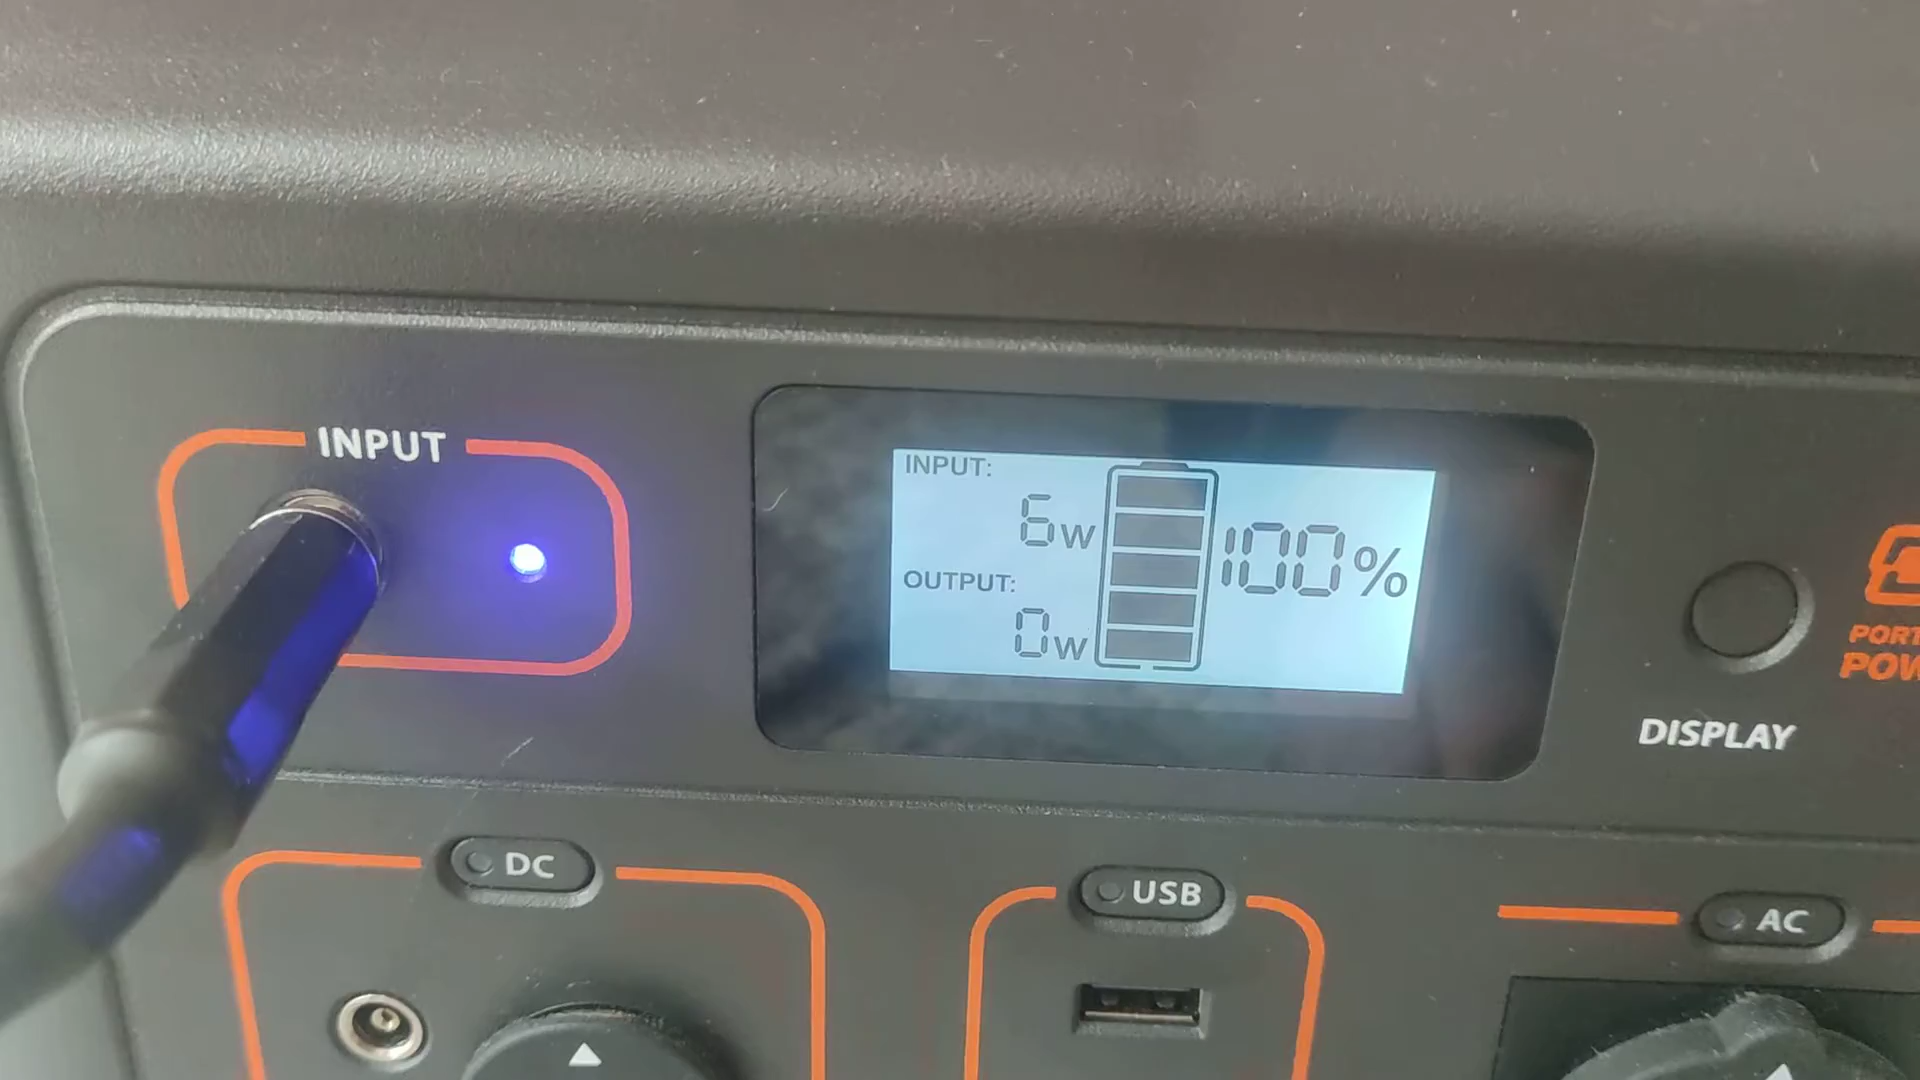 INPUT
INPUT:
6W
100%
OUTPUT:
0W
DISPLAY
DC
USB
AC